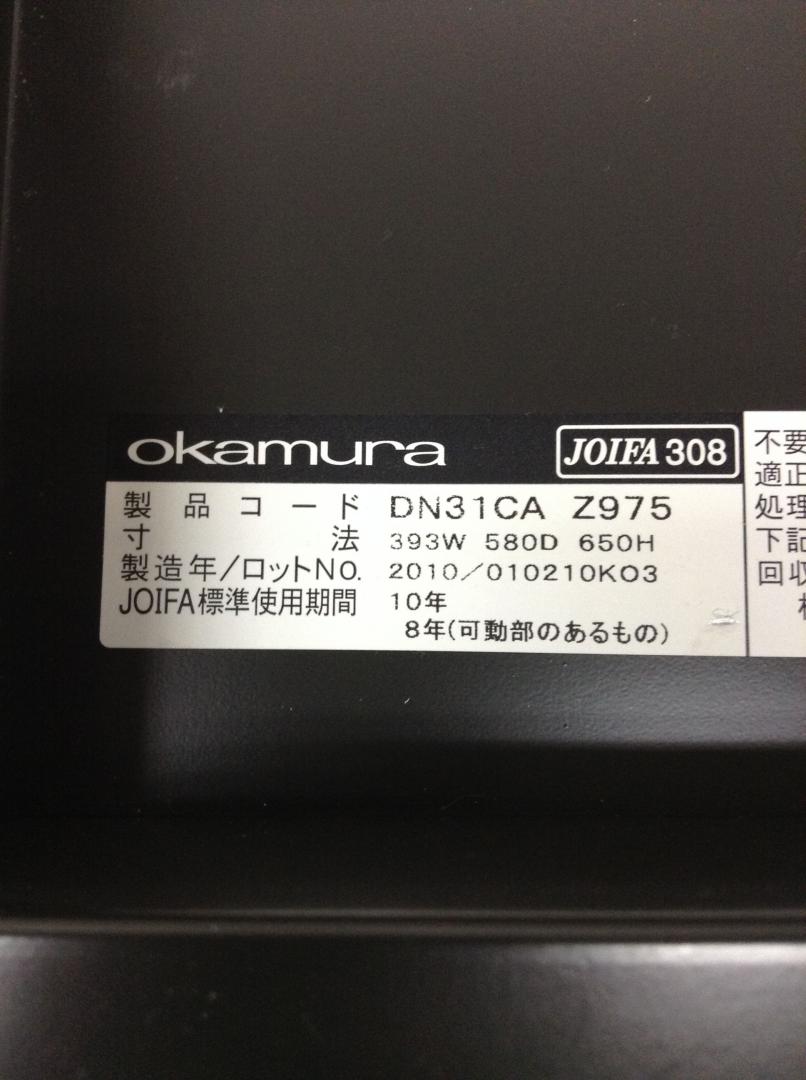 okamura JOIFA 308
製品コード DN31CA Z975
寸法 393W 580D 650H
製造年/ロットNo. 2010/010210K03
JOIFA標準使用期間 10年
8年(可動部のあるもの)
不要
適正
処理
下記
回収